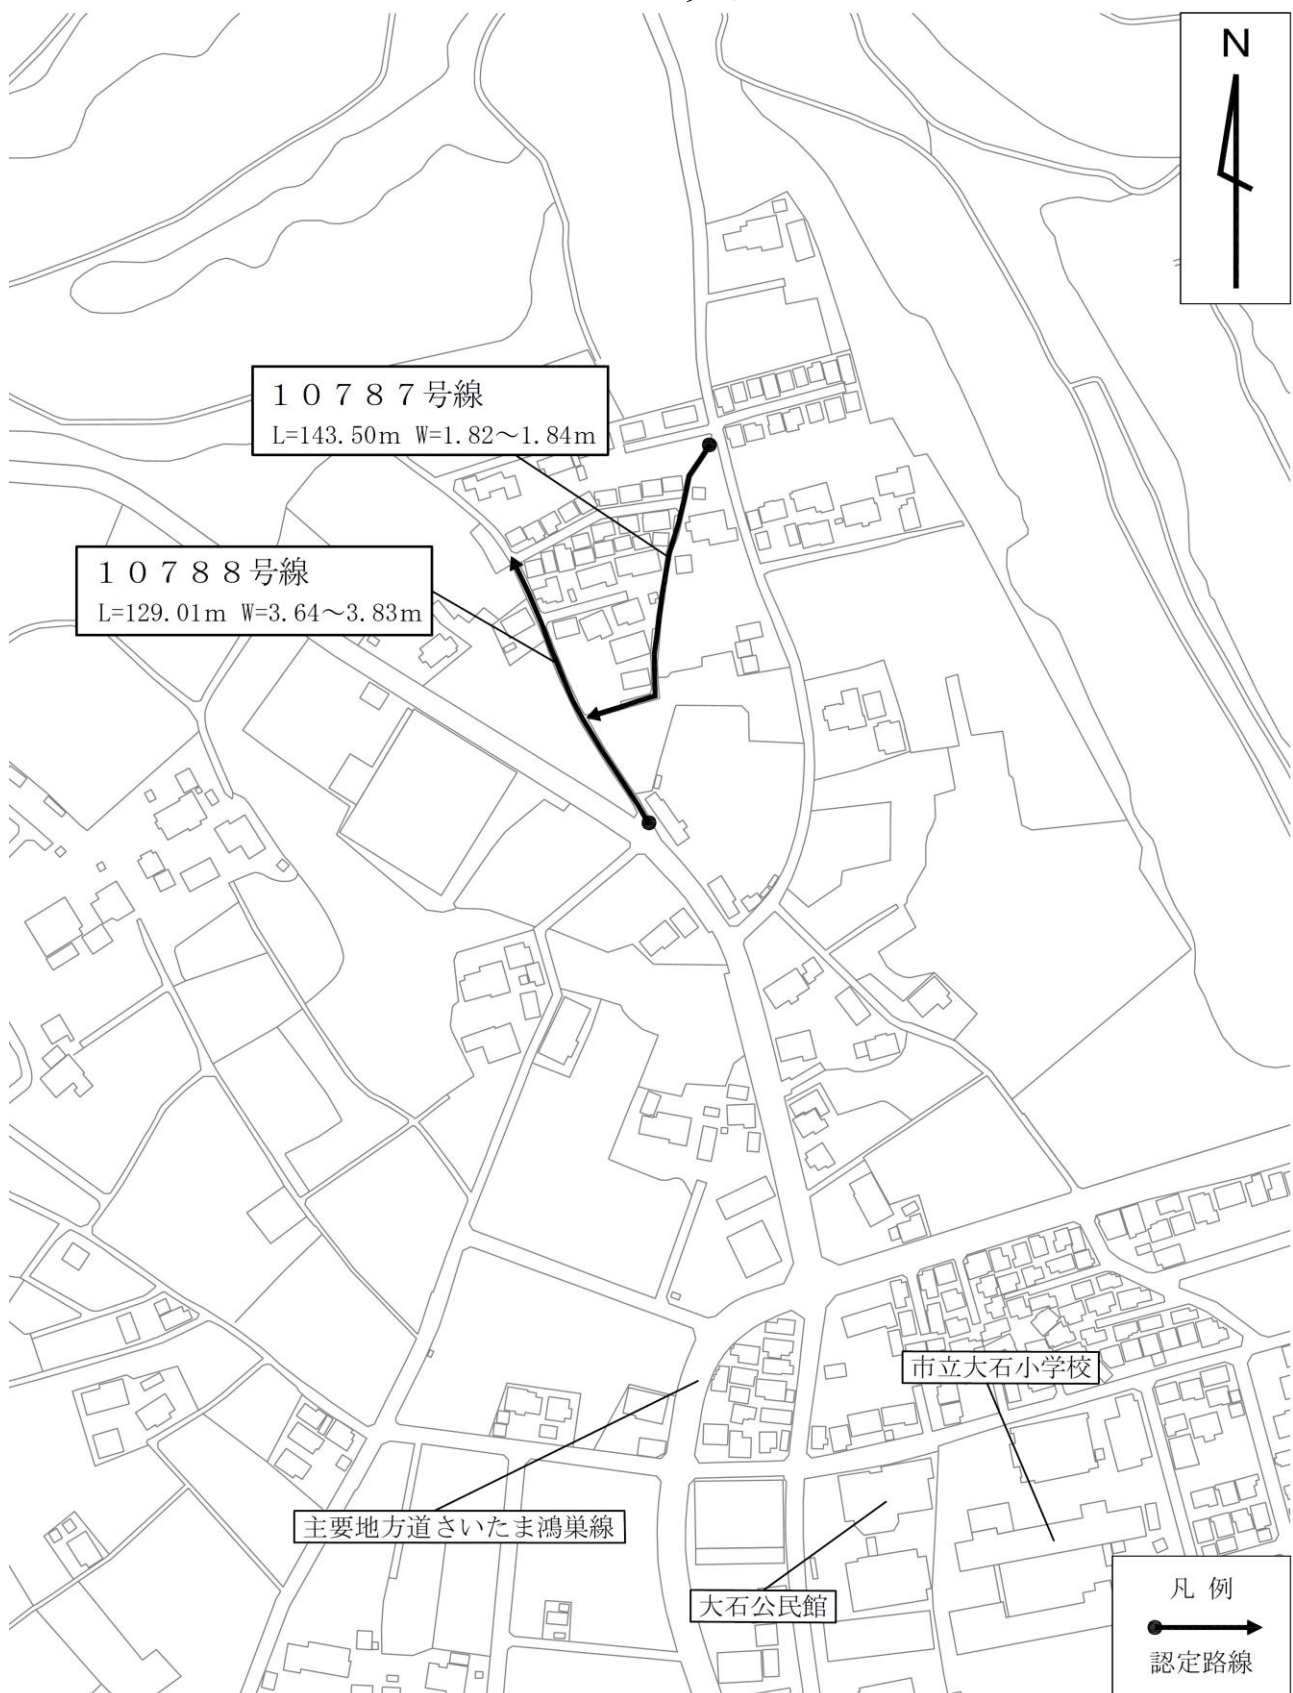 N
１０７８７号線
L=143.50m W=1.82～1.84m
１０７８８号線
L=129.01m W=3.64～3.83m
市立大石小学校
主要地方道さいたま鴻巣線
大石公民館
凡 例
認定路線